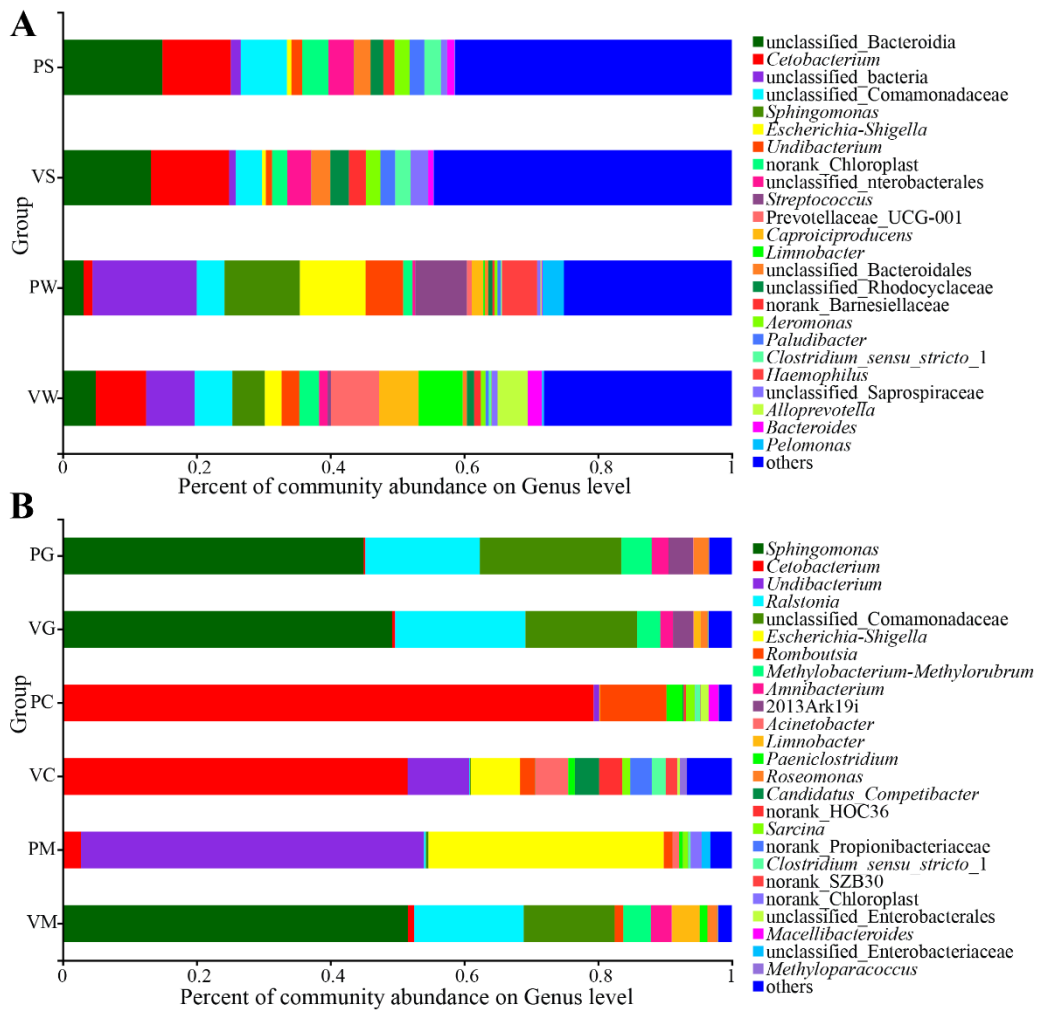 A
PS
VS
PW
VW
Group
0
0.2
0.4
0.6
0.8
1
Percent of community abundance on Genus level
unclassified_Bacteroidia
Cetobacterium
unclassified_bacteria
unclassified_Comamonadaceae
Sphingomonas
Escherichia-Shigella
Undibacterium
norank_Chloroplast
unclassified_nterobacterales
Streptococcus
Prevotellaceae_UCG-001
Caproiciproducens
Limnobacter
unclassified_Bacteroidales
unclassified_Rhodocyclaceae
norank_Barnesiellaceae
Aeromonas
Paludibacter
Clostridium_sensu_stricto_1
Haemophilus
unclassified_Saprospiraceae
Alloprevotella
Bacteroides
Pelomonas
others
B
PG
VG
PC
VC
PM
VM
Group
0
0.2
0.4
0.6
0.8
1
Percent of community abundance on Genus level
Sphingomonas
Cetobacterium
Undibacterium
Ralstonia
unclassified_Comamonadaceae
Escherichia-Shigella
Romboutsia
Methylobacterium-Methylorubrum
Amnibacterium
2013Ark19i
Acinetobacter
Limnobacter
Paeniclostridium
Roseomonas
Candidatus_Competibacter
norank_HOC36
Sarcina
norank_Propionibacteriaceae
Clostridium_sensu_stricto_1
norank_SZB30
norank_Chloroplast
unclassified_Enterobacterales
Macellibacteroides
unclassified_Enterobacteriaceae
Methyloparacoccus
others